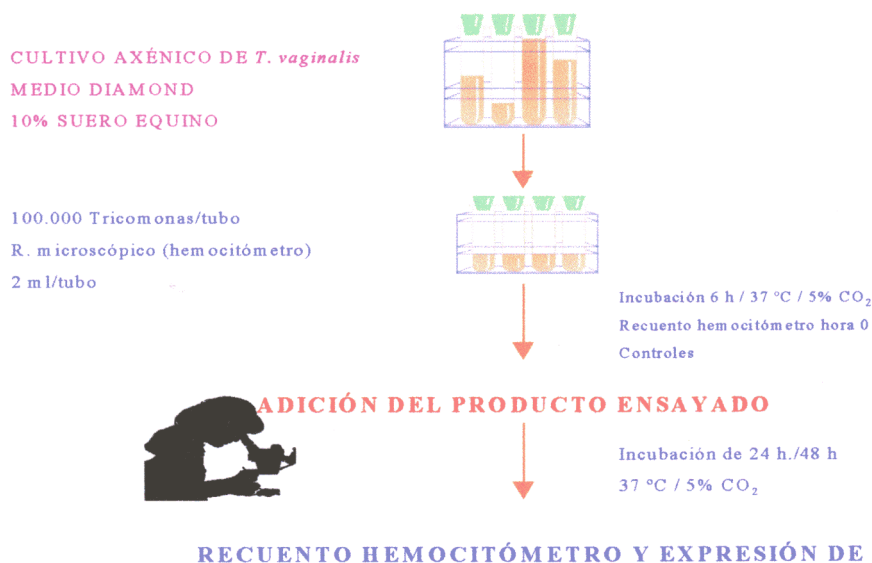 CULTIVO AXÉNICO DE T. vaginalis
MEDIO DIAMOND
10% SUERO EQUINO
100.000 Tricomonas/tubo
R. microscópico (hemocitómetro)
2 ml/tubo
Incubación 6 h / 37 ºC / 5% CO₂
Recuento hemocitómetro hora 0
Controles
ADICIÓN DEL PRODUCTO ENSAYADO
Incubación de 24 h./48 h
37 ºC / 5% CO₂
RECUENTO HEMOCITÓMETRO Y EXPRESIÓN DE